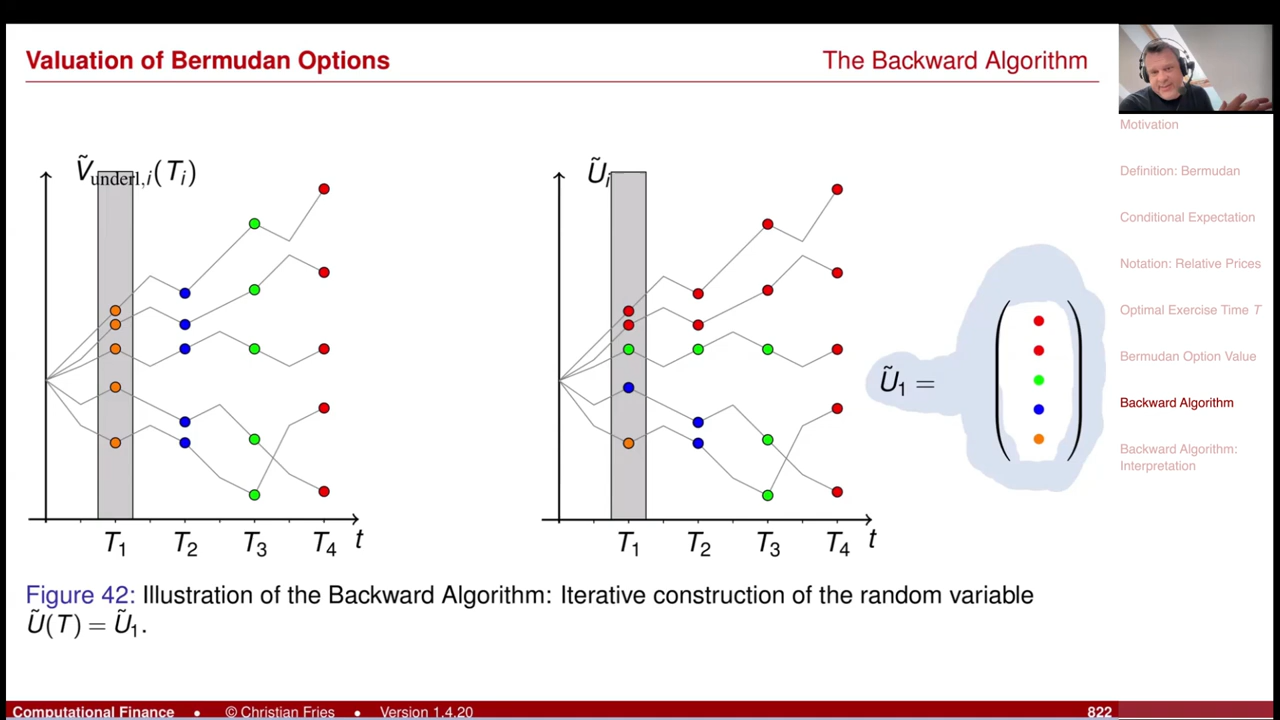 Valuation of Bermudan Options
The Backward Algorithm
Motivation
Definition: Bermudan
Conditional Expectation
Notation: Relative Prices
Optimal Exercise Time T
Bermudan Option Value
Backward Algorithm
Backward Algorithm:
Interpretation
Ṽunderl,i(Ti)
T1 T2 T3 T4 t
Ũi
T1 T2 T3 T4 t
Ũ1 =
Figure 42: Illustration of the Backward Algorithm: Iterative construction of the random variable
Ũ(T) = Ũ1.
Computational Finance • © Christian Fries • Version 1.4.20
822